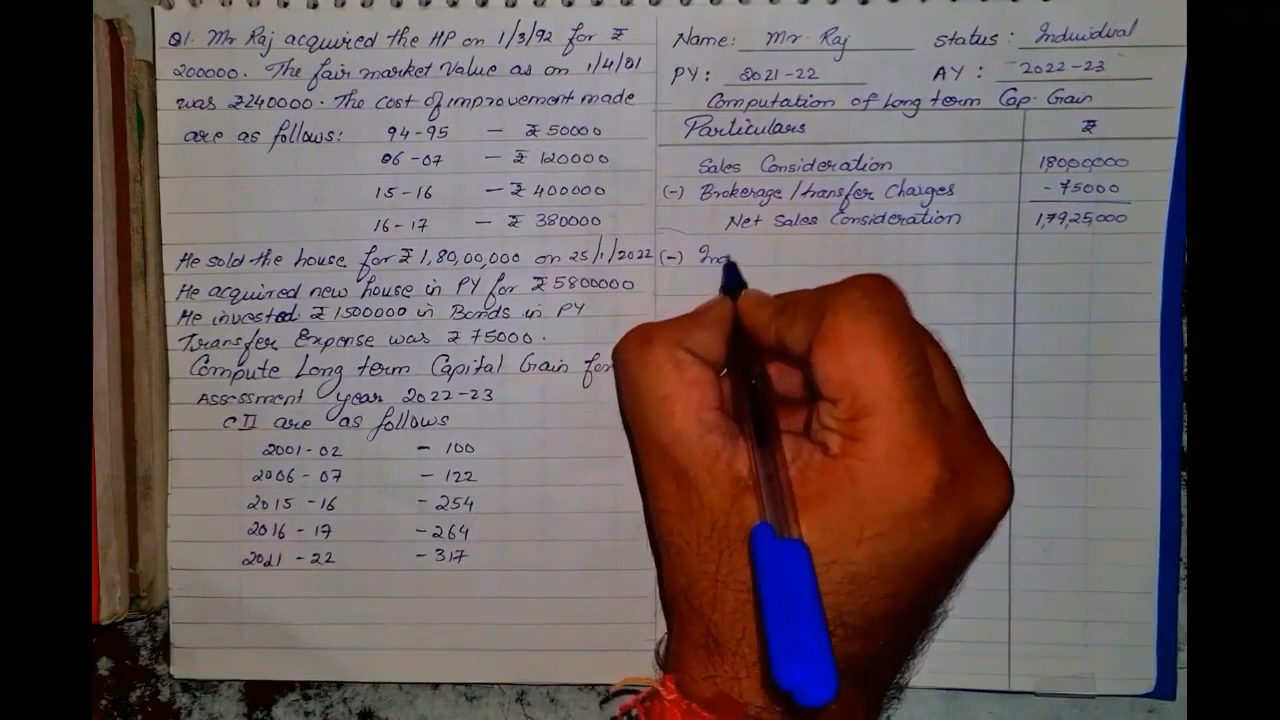 Q1. Mr Raj acquired the HP on 1/3/92 for ₹
200000. The fair market Value as on 1/4/01
was ₹240000. The cost of improvement made
are as follows: 94-95 - ₹ 50000
06-07 - ₹ 120000
15-16 - ₹ 400000
16-17 - ₹ 380000
He sold the house for ₹ 1,80,00,000 on 25/1/2022
He acquired new house in PY for ₹ 5800000
He invested ₹ 1500000 in Bonds in PY
Transfer Expense was ₹ 75000.
Compute Long term Capital Gain for
Assessment year 2022-23
CII are as follows
2001-02 - 100
2006-07 - 122
2015-16 - 254
2016-17 - 264
2021-22 - 317
Name: Mr. Raj Status: Individual
PY: 2021-22 AY: 2022-23
Computation of Long term Cap. Gain
Particulars ₹
Sales Consideration 18000000
(-) Brokerage/transfer Charges - 75000
Net Sales Consideration 1,79,25,000
(-)